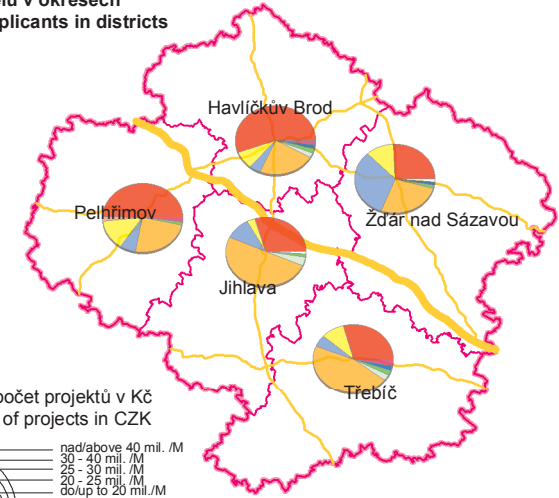 v okresech
plicants in districts
Havlíčkův Brod
Pelhřimov
Žďár nad Sázavou
Jihlava
Třebíč
počet projektů v Kč
of projects in CZK
nad/above 40 mil. /M
30 - 40 mil. /M
25 - 30 mil. /M
20 - 25 mil. /M
do/up to 20 mil./M